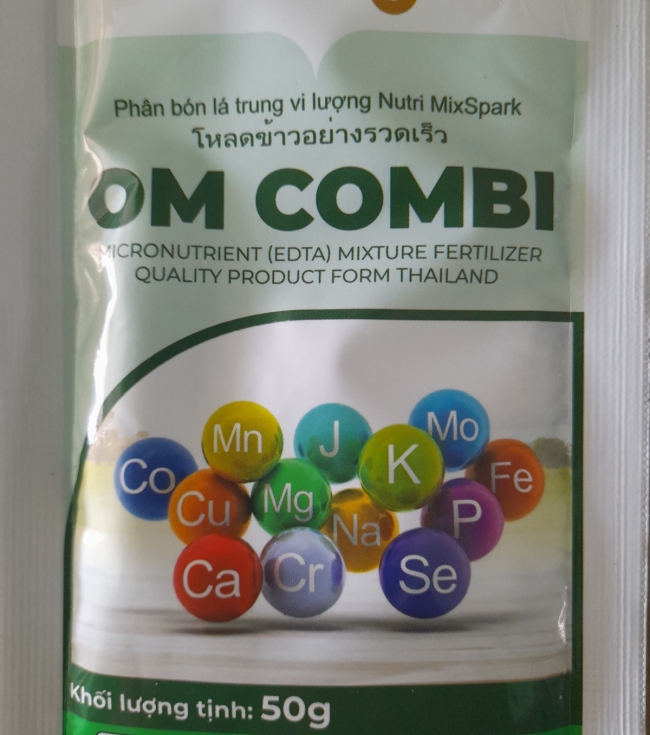 Phân bón lá trung vi lượng Nutri MixSpark
โหลดข้าวอย่างรวดเร็ว
OM COMBI
MICRONUTRIENT (EDTA) MIXTURE FERTILIZER
QUALITY PRODUCT FORM THAILAND
Mn J Mo
Co Cu Mg Na K P Fe
Ca Cr Se
Khối lượng tịnh: 50g